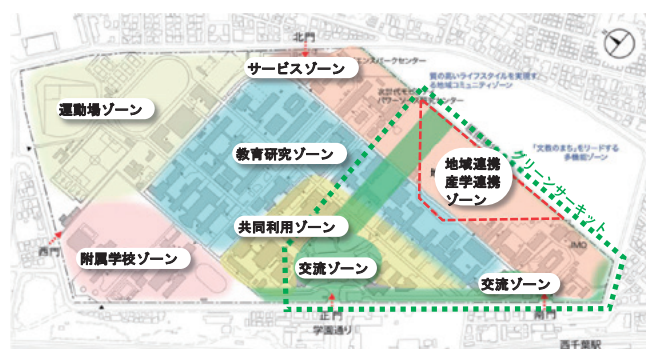 北門
サービスゾーン
質の高いライフスタイルを実現す
る地域コミュニティゾーン
運動場ゾーン
「文教のまち」をリードする
多機能ゾーン
教育研究ゾーン
地域連携
産学連携
ゾーン
グリーンサーキット
共同利用ゾーン
西門
附属学校ゾーン
交流ゾーン
交流ゾーン
正門
南門
学園通り
西千葉駅